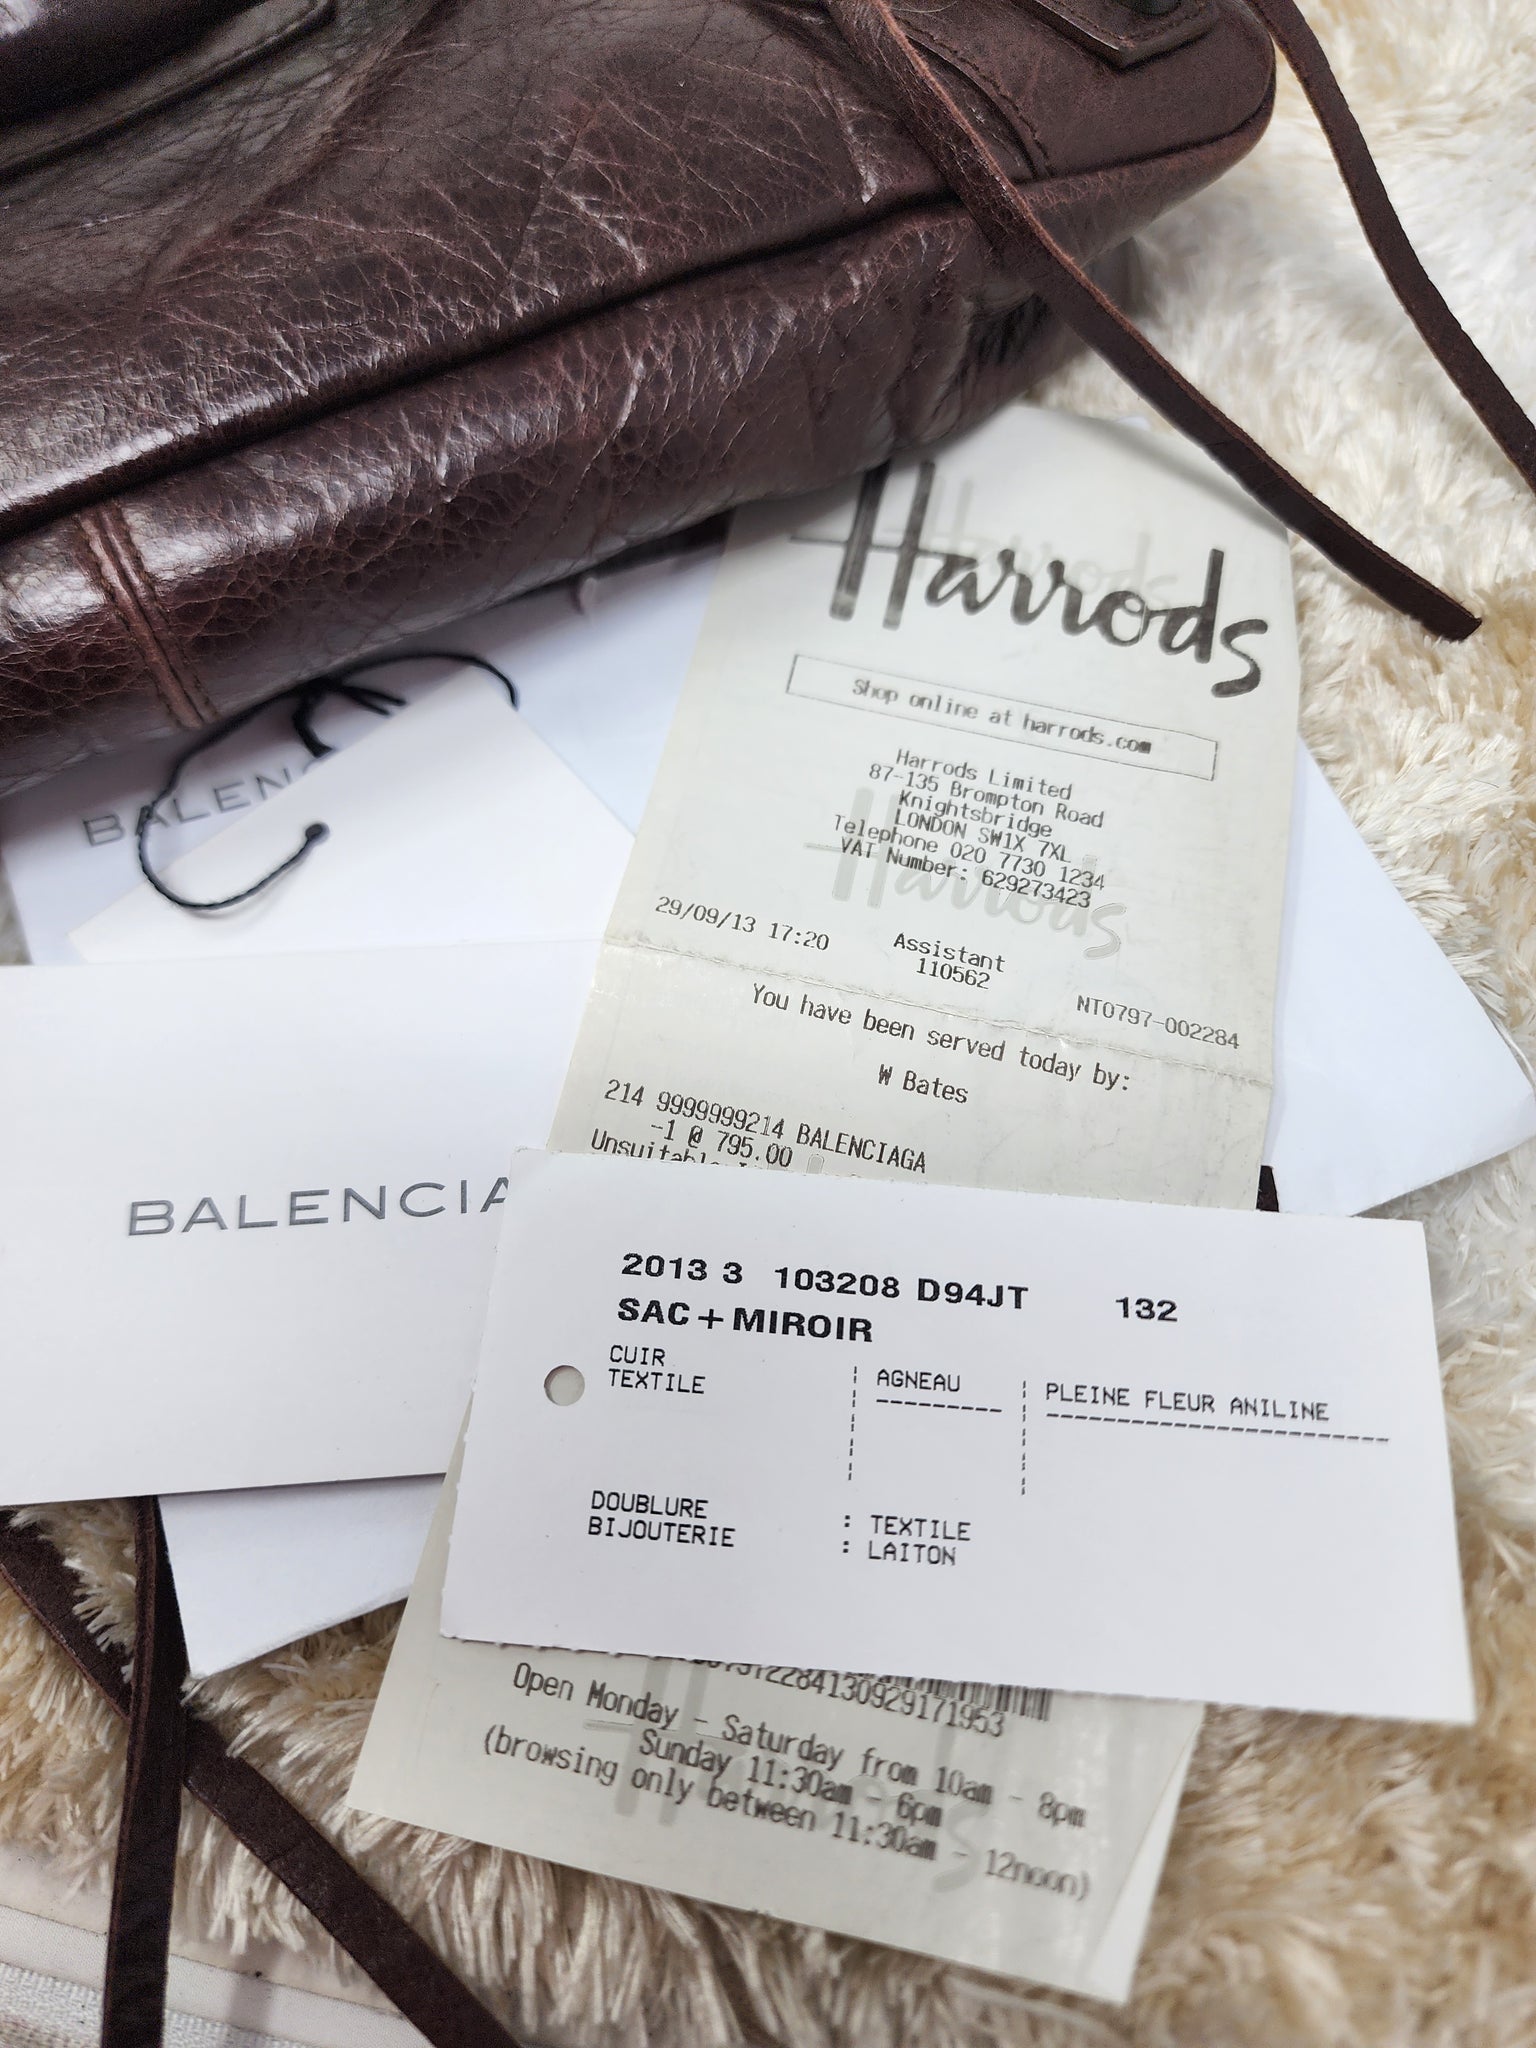 Harrods
Shop online at harrods.com
Harrods Limited
87-135 Brompton Road
Knightsbridge
LONDON SW1X 7XL
Telephone 020 7730 1234
VAT Number: 629273423
Harrods
29/09/13 17:20
Assistant
110562
NT0797-002284
You have been served today by:
W Bates
214 9999999214 BALENCIAGA
-1 @ 795.00
BALENC
BALENCIA
2013 3 103208 D94JT 132
SAC+MIROIR
CUIR AGNEAU PLEINE FLEUR ANILINE
TEXTILE
DOUBLURE : TEXTILE
BIJOUTERIE : LAITON
Open Monday - Saturday from 10am - 8pm
Sunday 11:30am - 6pm
(browsing only between 11:30am - 12noon)